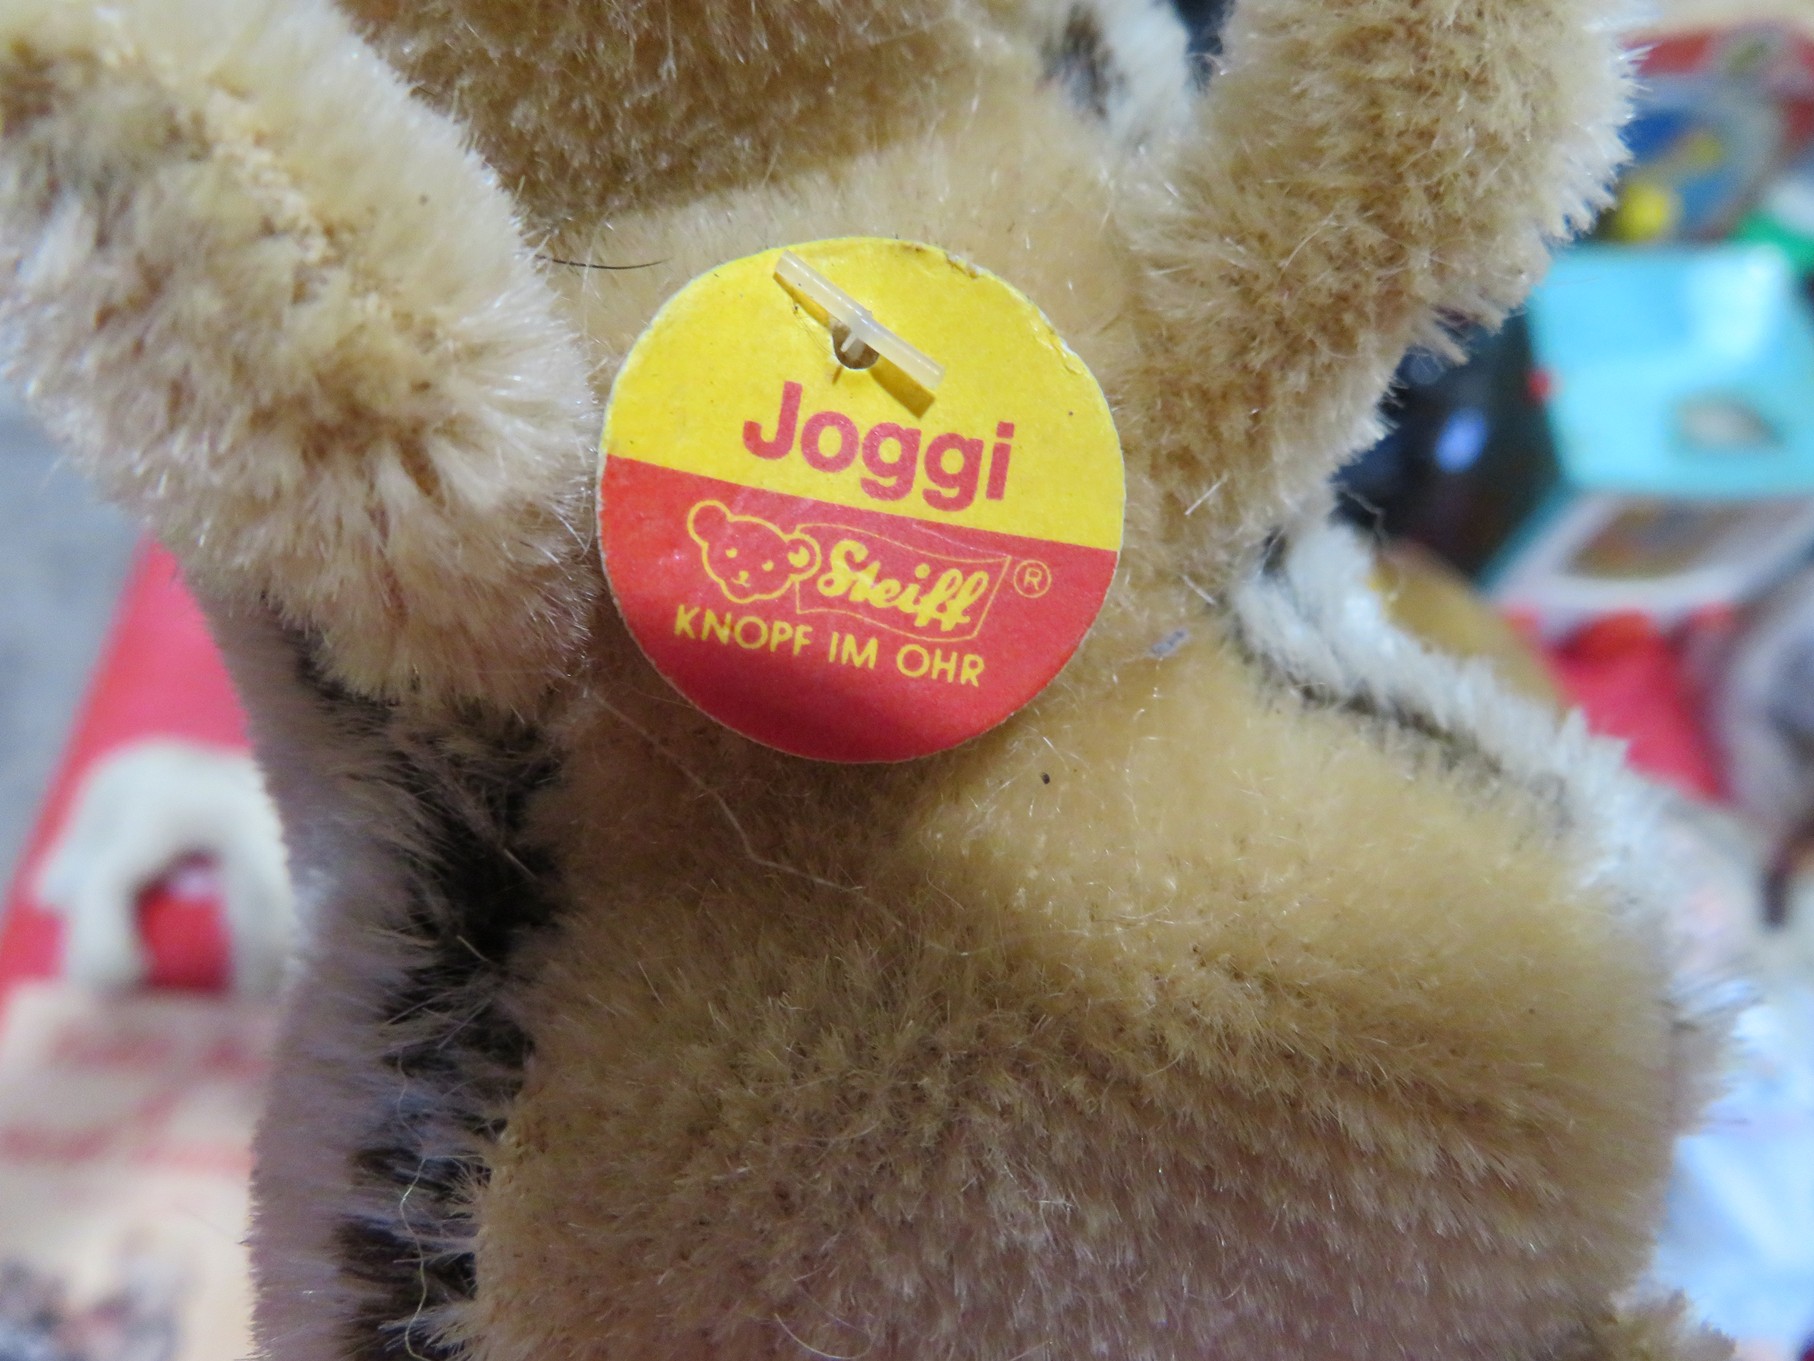 Joggi
Steiff ®
KNOPF IM OHR